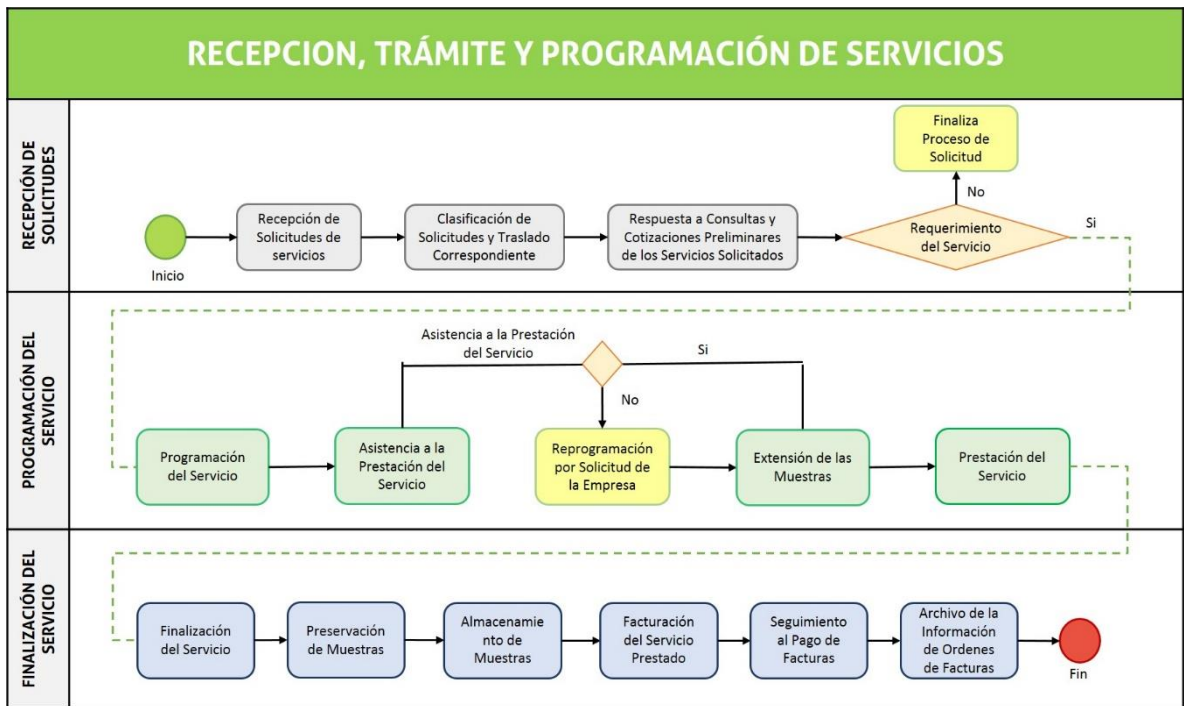 RECEPCION, TRÁMITE Y PROGRAMACIÓN DE SERVICIOS
RECEPCIÓN DE
SOLICITUDES
Inicio
Recepción de
Solicitudes de
servicios
Clasificación de
Solicitudes y Traslado
Correspondiente
Respuesta a Consultas y
Cotizaciones Preliminares
de los Servicios Solicitados
Requerimiento
del Servicio
No
Finaliza
Proceso de
Solicitud
Si
PROGRAMACIÓN DEL
SERVICIO
Programación
del Servicio
Asistencia a la
Prestación del
Servicio
Asistencia a la Prestación
del Servicio
Si
No
Reprogramación
por Solicitud de
la Empresa
Extensión de las
Muestras
Prestación del
Servicio
FINALIZACIÓN DEL
SERVICIO
Finalización
del Servicio
Preservación
de Muestras
Almacenamie
nto de
Muestras
Facturación
del Servicio
Prestado
Seguimiento
al Pago de
Facturas
Archivo de la
Información
de Ordenes
de Facturas
Fin